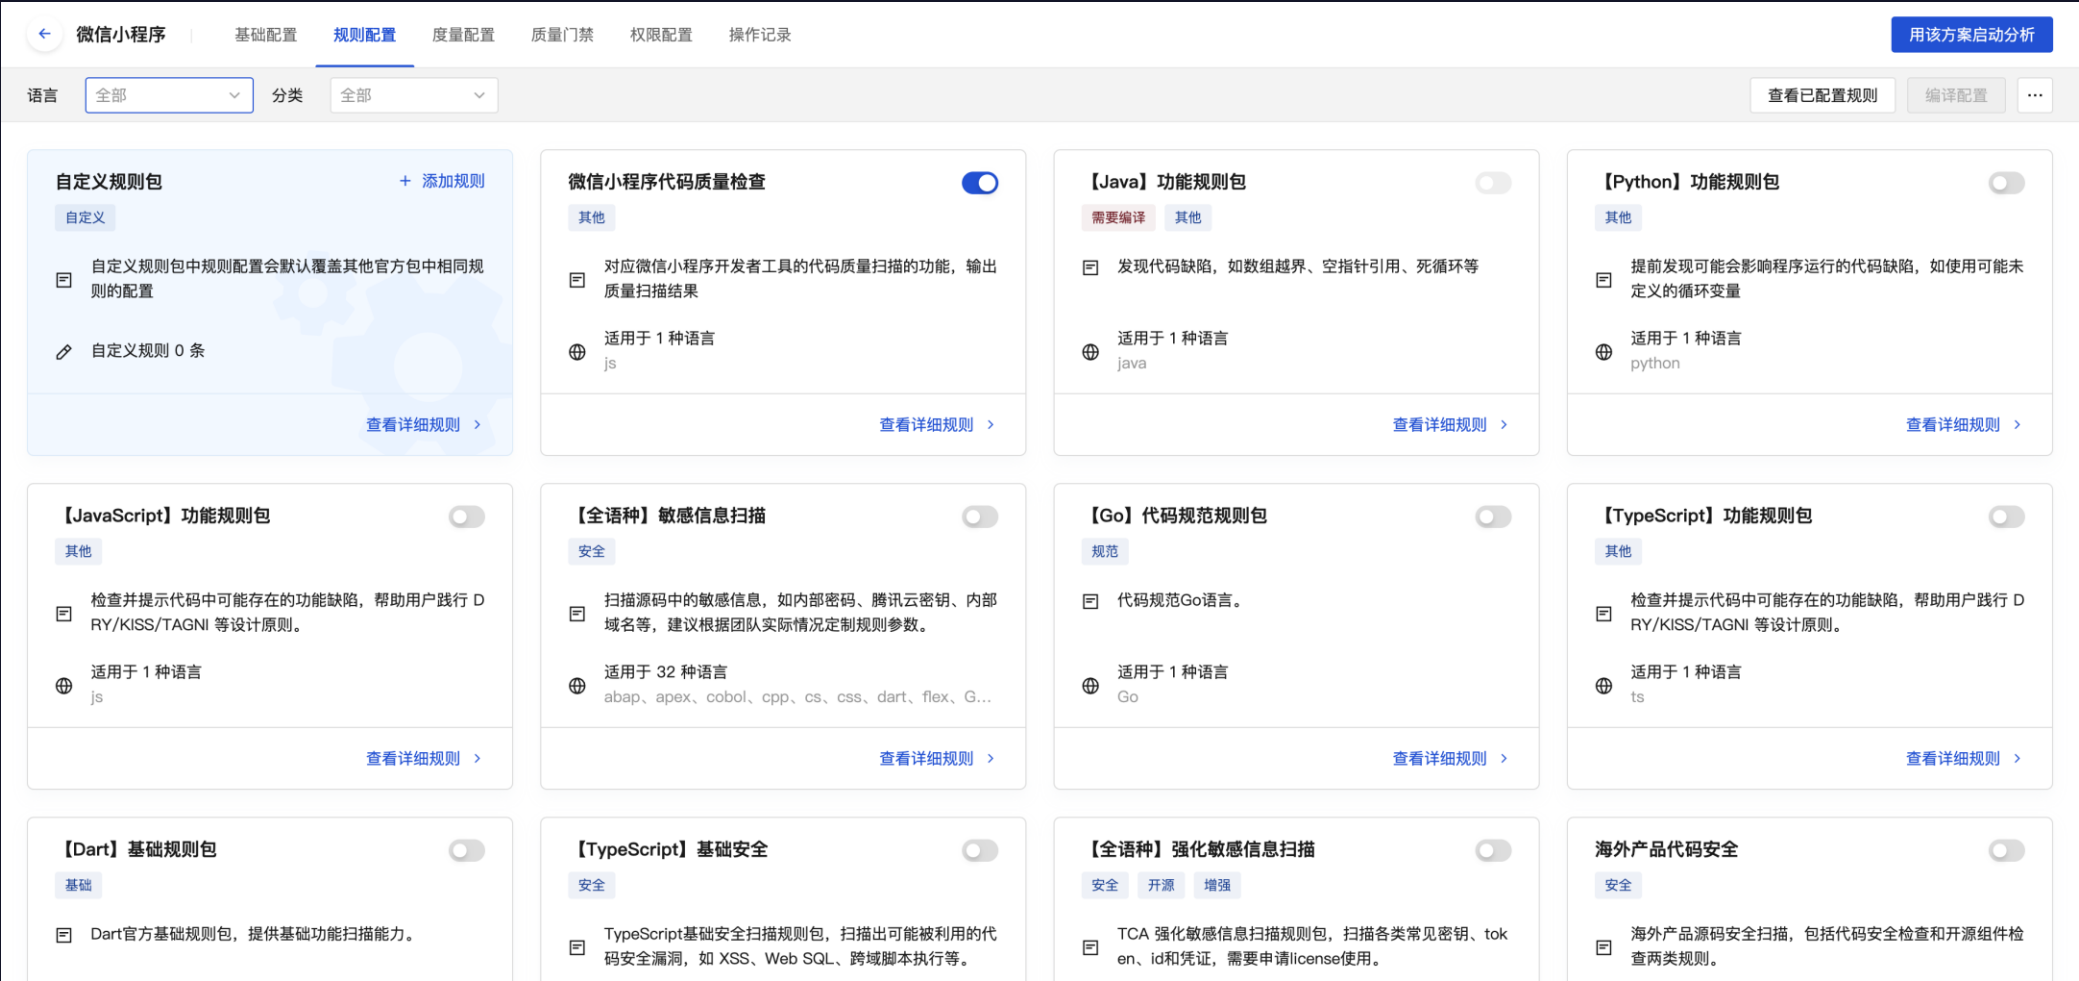 微信小程序
基础配置
规则配置
度量配置
质量门禁
权限配置
操作记录
用该方案启动分析
语言
全部
分类
全部
查看已配置规则
编译配置
···
自定义规则包
+ 添加规则
自定义
自定义规则包中规则配置会默认覆盖其他官方包中相同规
则的配置
自定义规则 0 条
查看详细规则
微信小程序代码质量检查
其他
对应微信小程序开发者工具的代码质量扫描的功能，输出
质量扫描结果
适用于 1 种语言
js
查看详细规则
【Java】功能规则包
需要编译
其他
发现代码缺陷，如数组越界、空指针引用、死循环等
适用于 1 种语言
java
查看详细规则
【Python】功能规则包
其他
提前发现可能会影响程序运行的代码缺陷，如使用可能未
定义的循环变量
适用于 1 种语言
python
查看详细规则
【JavaScript】功能规则包
其他
检查并提示代码中可能存在的功能缺陷，帮助用户践行 D
RY/KISS/TAGNI 等设计原则。
适用于 1 种语言
js
查看详细规则
【全语种】敏感信息扫描
安全
扫描源码中的敏感信息，如内部密码、腾讯云密钥、内部
域名等，建议根据团队实际情况定制规则参数。
适用于 32 种语言
abap、apex、cobol、cpp、cs、css、dart、flex、G...
查看详细规则
【Go】代码规范规则包
规范
代码规范Go语言。
适用于 1 种语言
Go
查看详细规则
【TypeScript】功能规则包
其他
检查并提示代码中可能存在的功能缺陷，帮助用户践行 D
RY/KISS/TAGNI 等设计原则。
适用于 1 种语言
ts
查看详细规则
【Dart】基础规则包
基础
Dart官方基础规则包，提供基础功能扫描能力。
【TypeScript】基础安全
安全
TypeScript基础安全扫描规则包，扫描出可能被利用的代
码安全漏洞，如 XSS、Web SQL、跨域脚本执行等。
【全语种】强化敏感信息扫描
安全
开源
增强
TCA 强化敏感信息扫描规则包，扫描各类常见密钥、tok
en、id和凭证，需要申请license使用。
海外产品代码安全
安全
海外产品源码安全扫描，包括代码安全检查和开源组件检
查两类规则。